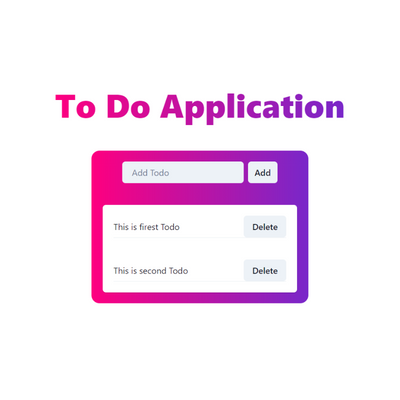 To Do Application
Add Todo Add
This is firest Todo Delete
This is second Todo Delete